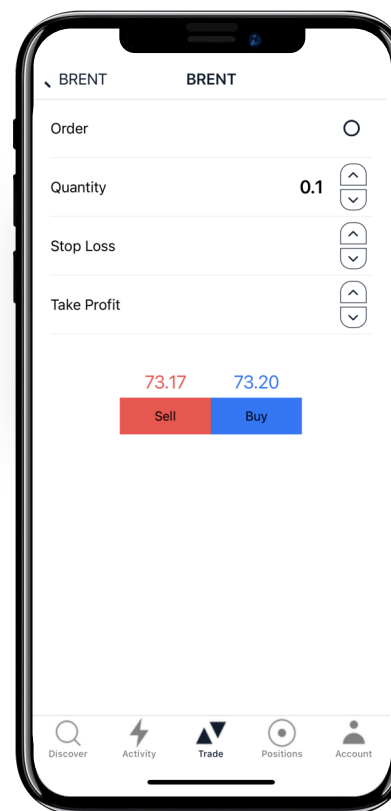 BRENT BRENT
Order
Quantity 0.1
Stop Loss
Take Profit
73.17 73.20
Sell Buy
Discover Activity Trade Positions Account